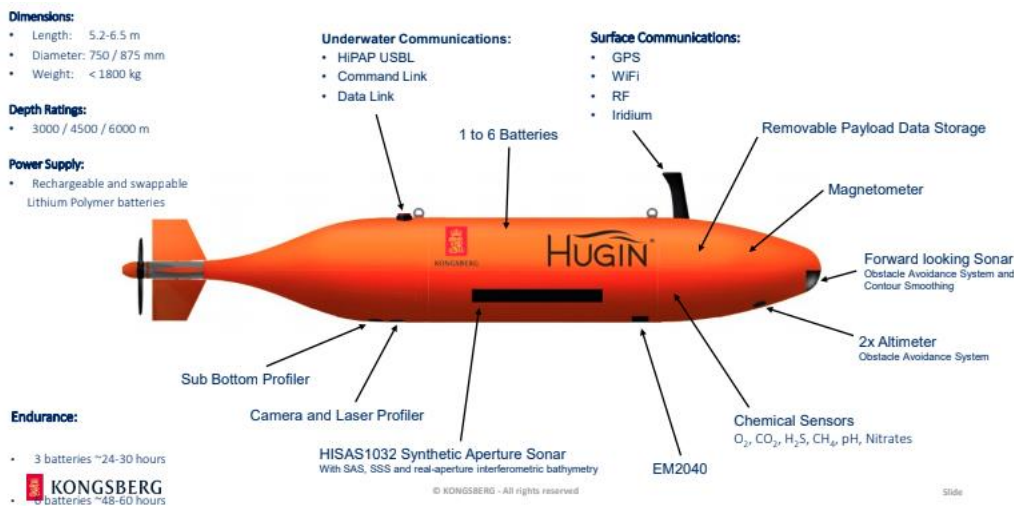 Dimensions:
• Length: 5.2-6.5 m
• Diameter: 750 / 875 mm
• Weight: < 1800 kg
Depth Ratings:
• 3000 / 4500 / 6000 m
Power Supply:
• Rechargeable and swappable
Lithium Polymer batteries
Underwater Communications:
• HiPAP USBL
• Command Link
• Data Link
1 to 6 Batteries
Surface Communications:
• GPS
• WiFi
• RF
• Iridium
Removable Payload Data Storage
Magnetometer
KONGSBERG
HUGIN
Forward looking Sonar
Obstacle Avoidance System and
Contour Smoothing
2x Altimeter
Obstacle Avoidance System
Sub Bottom Profiler
Camera and Laser Profiler
HISAS1032 Synthetic Aperture Sonar
With SAS, SSS and real-aperture interferometric bathymetry
EM2040
Chemical Sensors
O₂, CO₂, H₂S, CH₄, pH, Nitrates
Endurance:
• 3 batteries ~24-30 hours
• batteries ~48-60 hours
KONGSBERG
© KONGSBERG - All rights reserved
Slide